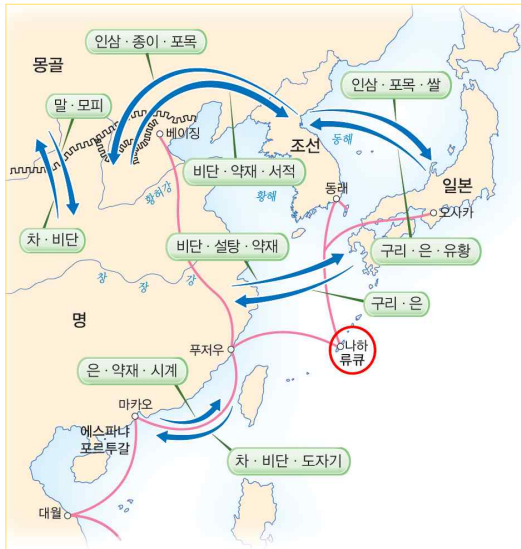 인삼·종이·포목
몽골
말·모피
인삼·포목·쌀
베이징
조선
동해
비단·약재·서적
황허강
황해
동래
일본
오사카
차·비단
비단·설탕·약재
구리·은·유황
창장강
구리·은
명
푸저우
나하
류큐
은·약재·시계
마카오
에스파냐
포르투갈
차·비단·도자기
대월